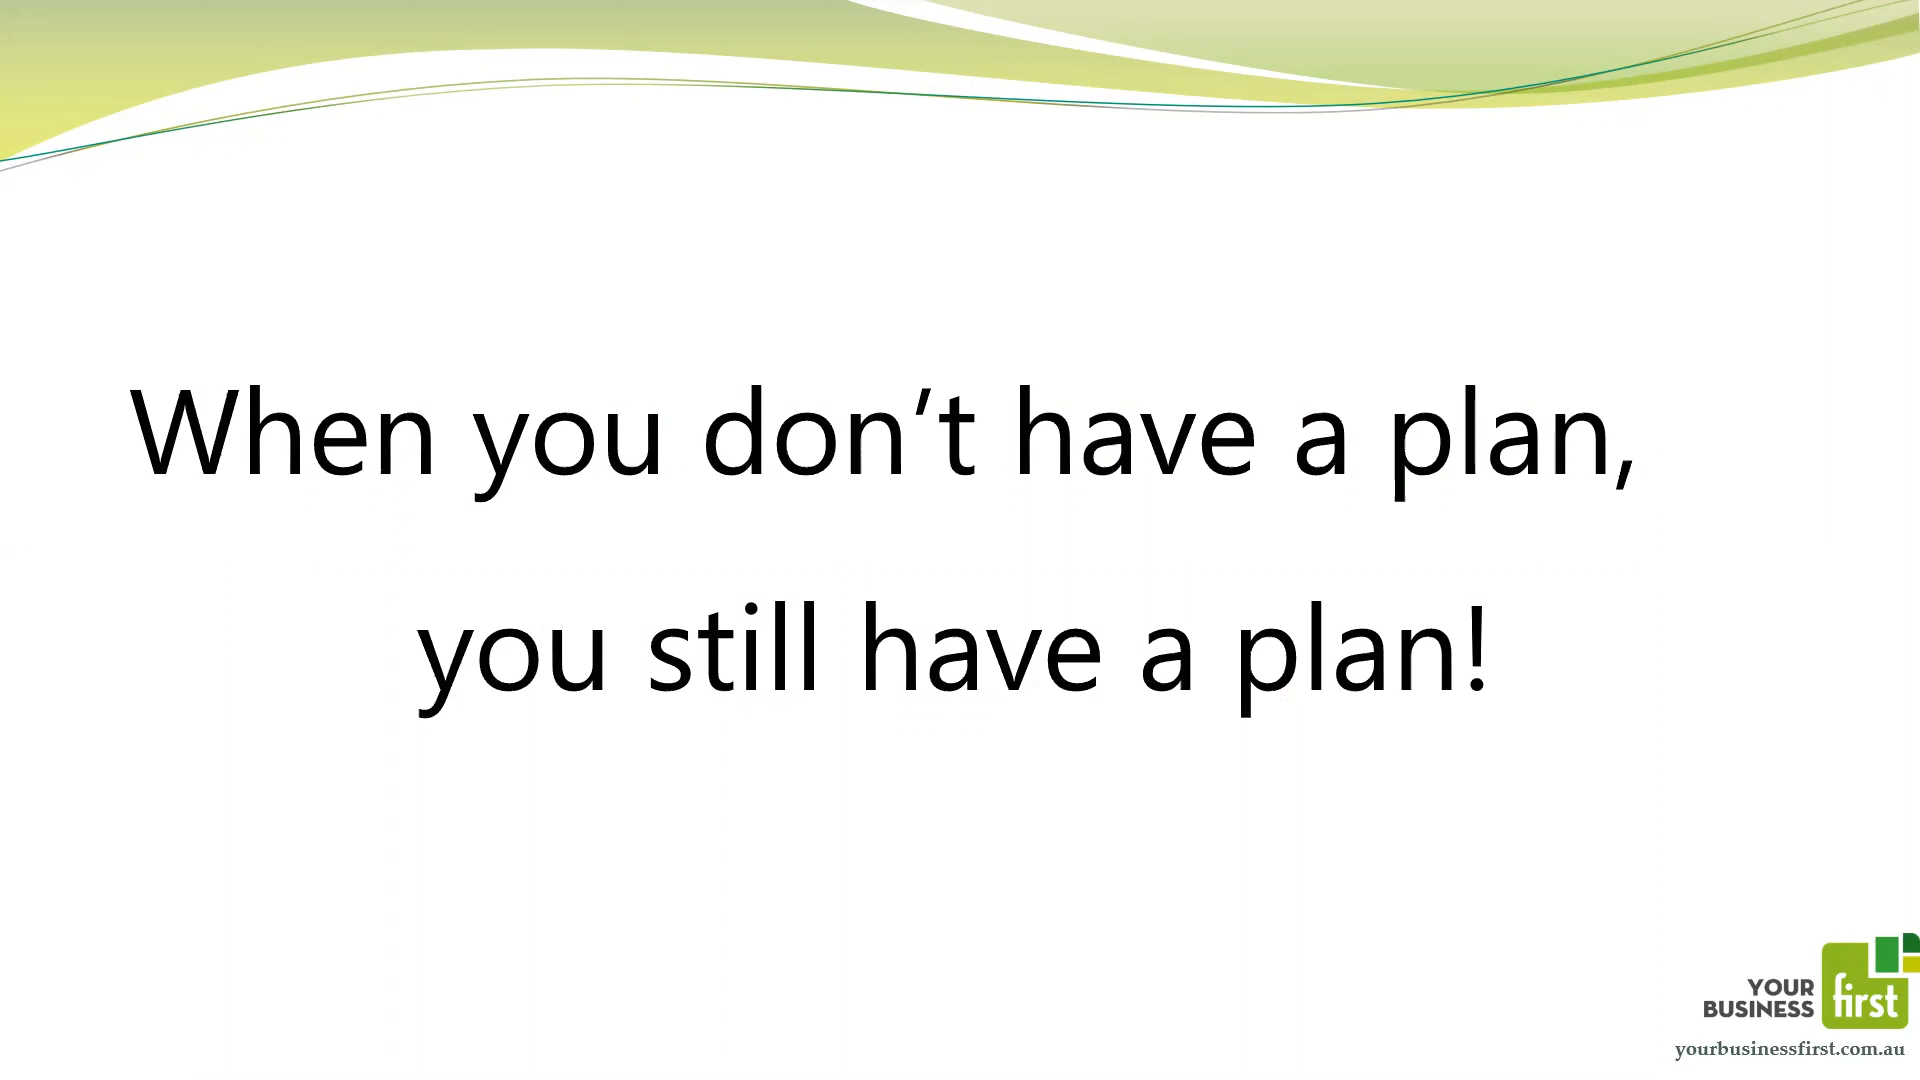 When you don’t have a plan,
you still have a plan!
YOUR
BUSINESS
first
yourbusinessfirst.com.au